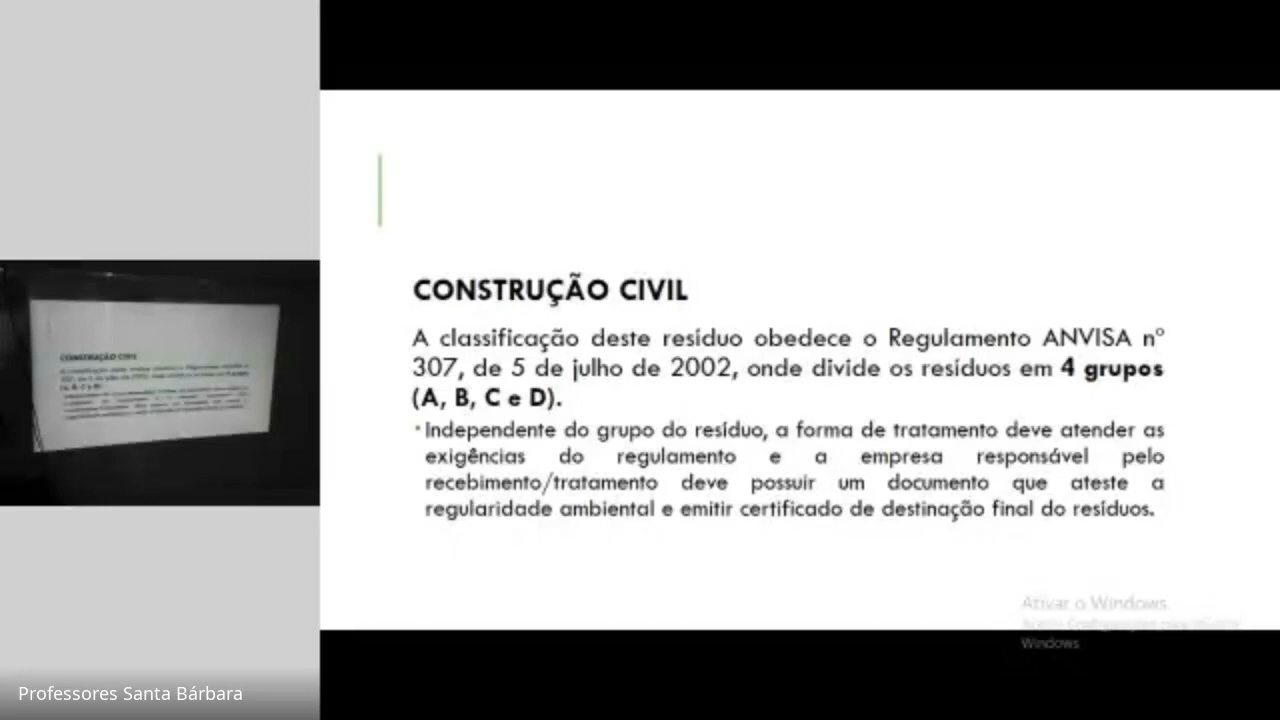 CONSTRUÇÃO CIVIL
A classificação deste resíduo obedece o Regulamento ANVISA nº
307, de 5 de julho de 2002, onde divide os resíduos em 4 grupos
(A, B, C e D).
Independente do grupo do resíduo, a forma de tratamento deve atender as
exigências do regulamento e a empresa responsável pelo
recebimento/tratamento deve possuir um documento que ateste a
regularidade ambiental e emitir certificado de destinação final do resíduos.
Ativar o Windows
Windows
Professores Santa Bárbara
CONSTRUÇÃO CIVIL